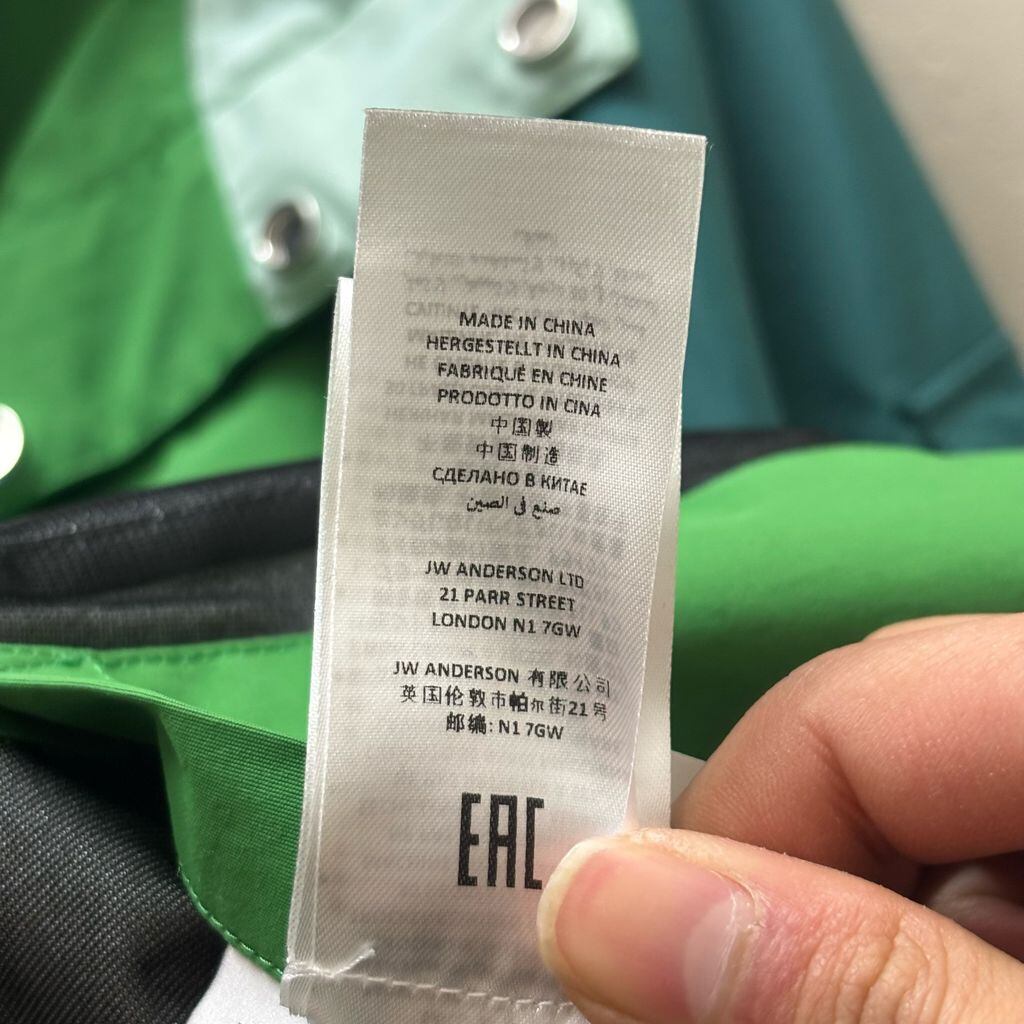 MADE IN CHINA
HERGESTELLT IN CHINA
FABRIQUÉ EN CHINE
PRODOTTO IN CINA
中国製
中国制造
СДЕЛАНО В КИТАЕ
صنع في الصين
JW ANDERSON LTD
21 PARR STREET
LONDON N1 7GW
JW ANDERSON 有限公司
英国伦敦市帕尔街21号
邮编: N1 7GW
EAC